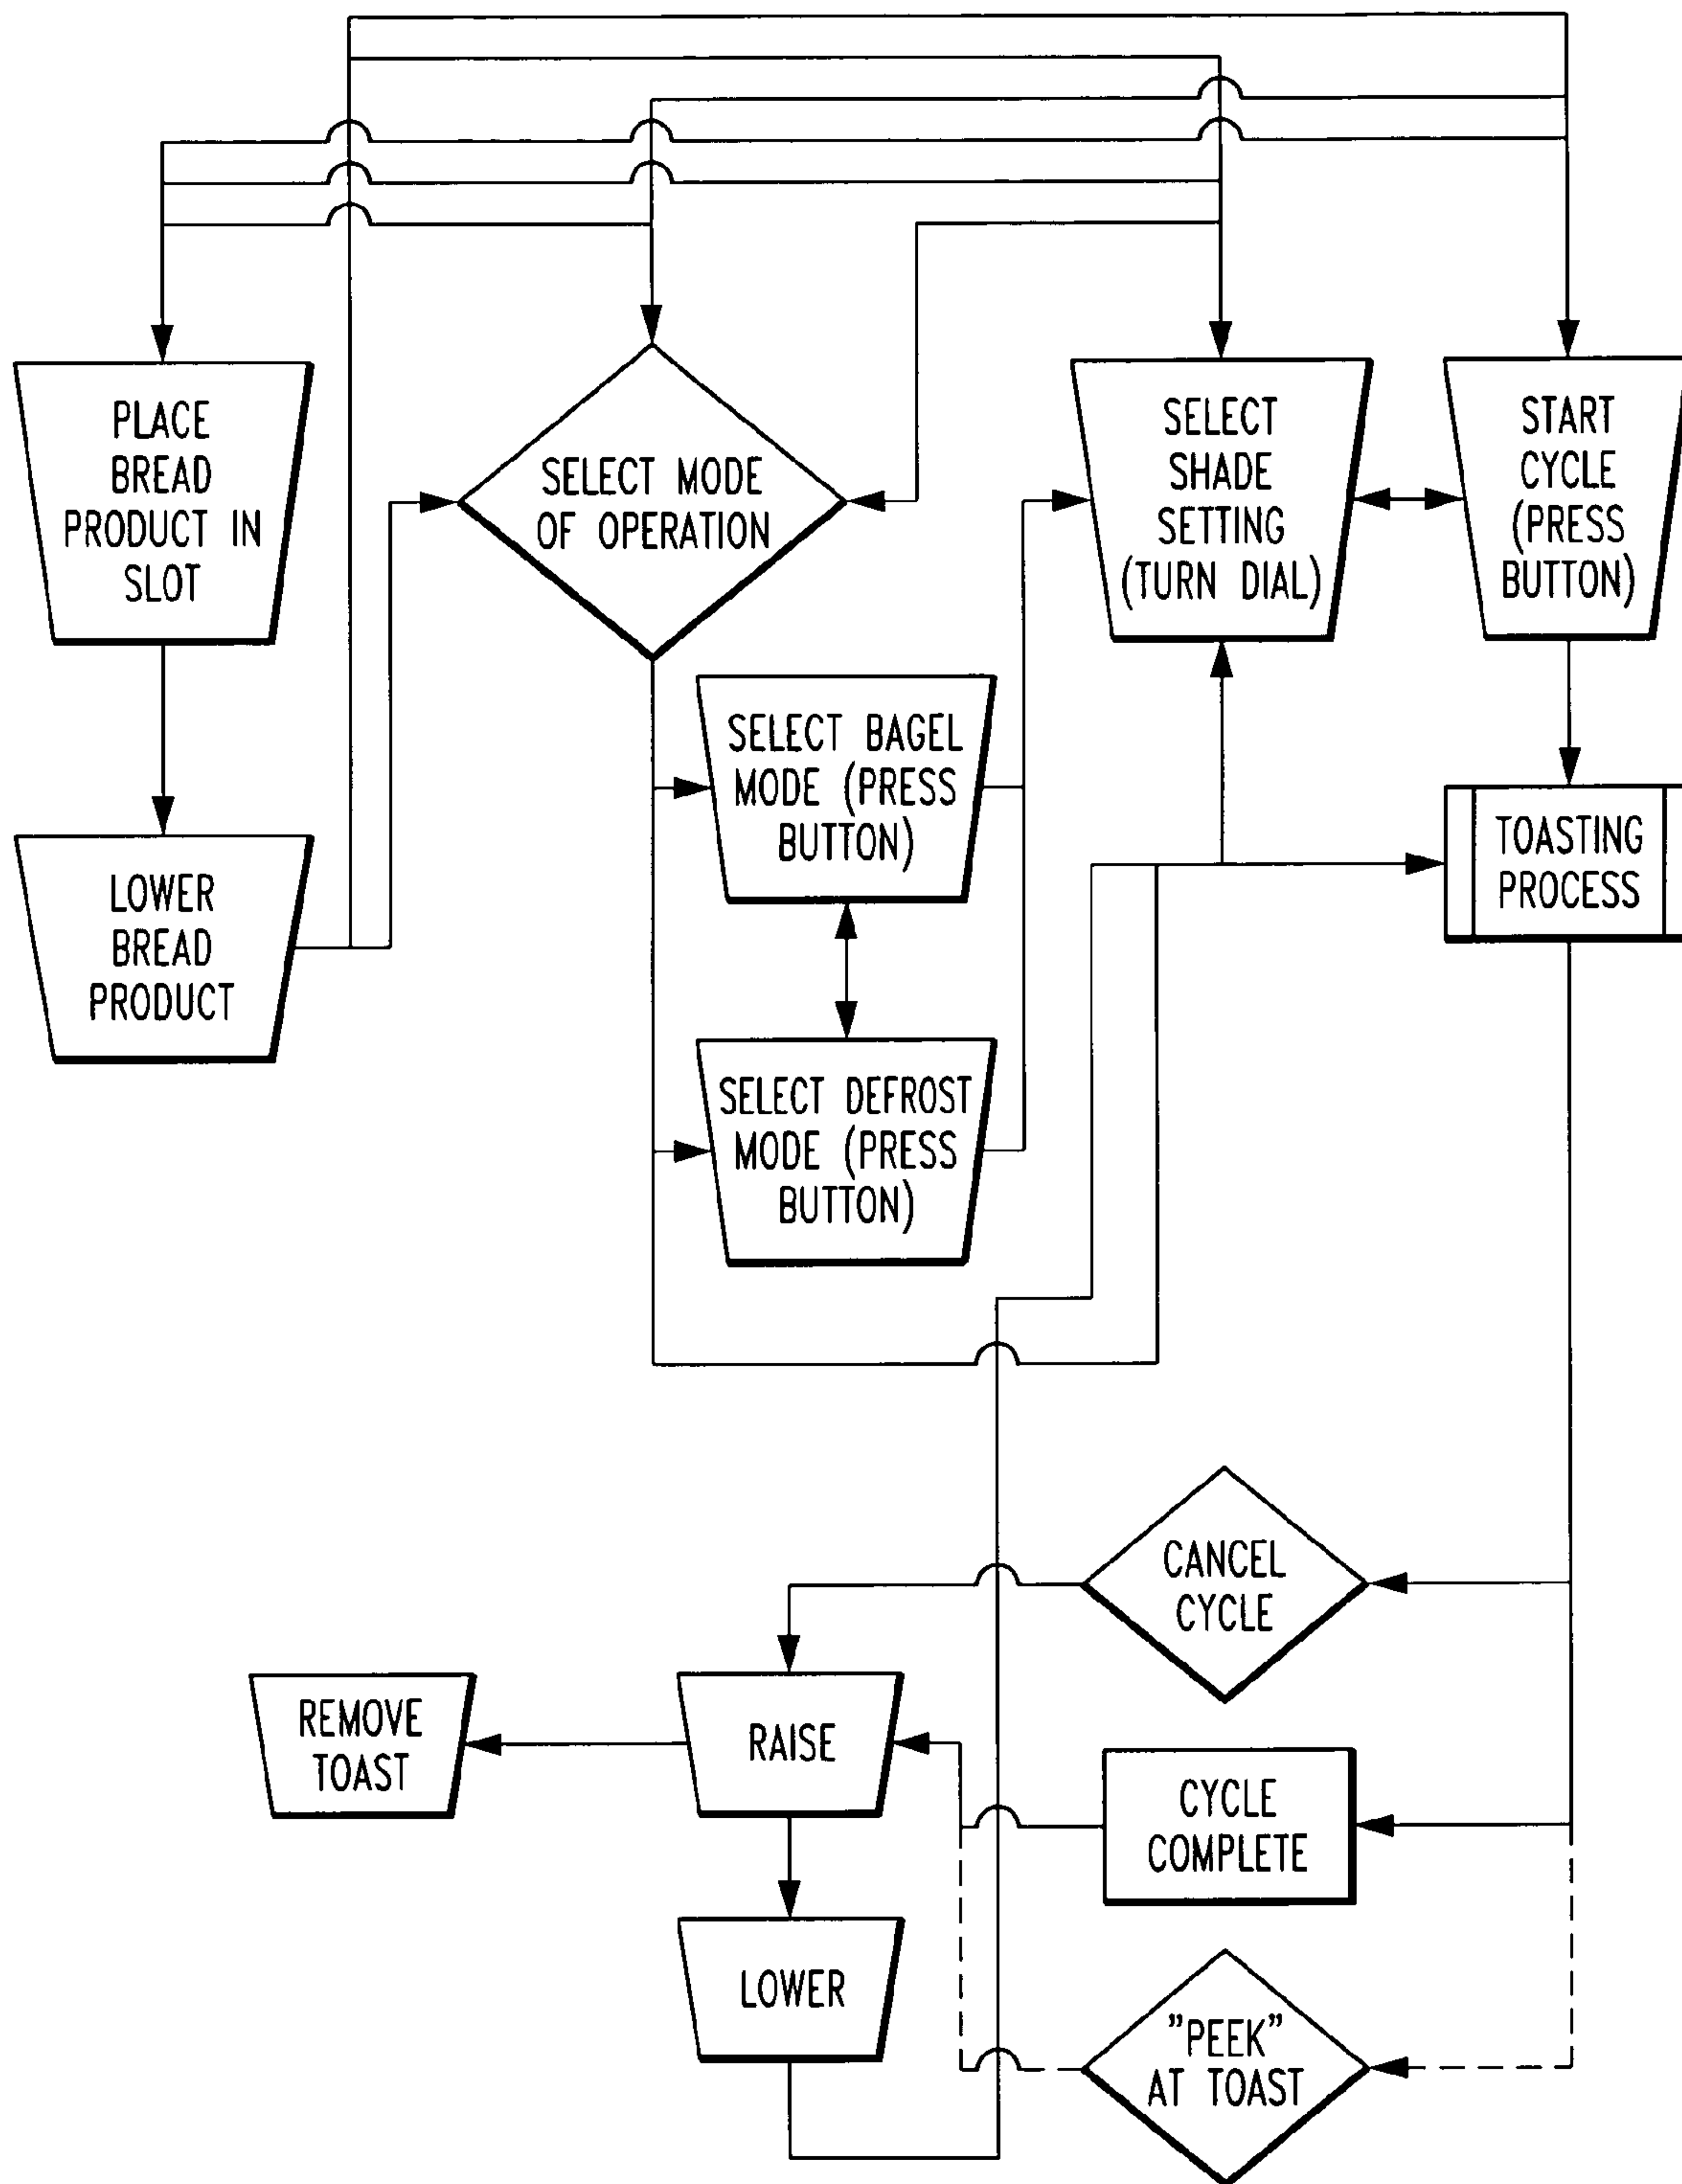 PLACE
BREAD
PRODUCT IN
SLOT
SELECT MODE
OF OPERATION
SELECT
SHADE
SETTING
(TURN DIAL)
START
CYCLE
(PRESS
BUTTON)
SELECT BAGEL
MODE (PRESS
BUTTON)
TOASTING
PROCESS
LOWER
BREAD
PRODUCT
SELECT DEFROST
MODE (PRESS
BUTTON)
CANCEL
CYCLE
REMOVE
TOAST
RAISE
CYCLE
COMPLETE
LOWER
"PEEK"
AT TOAST